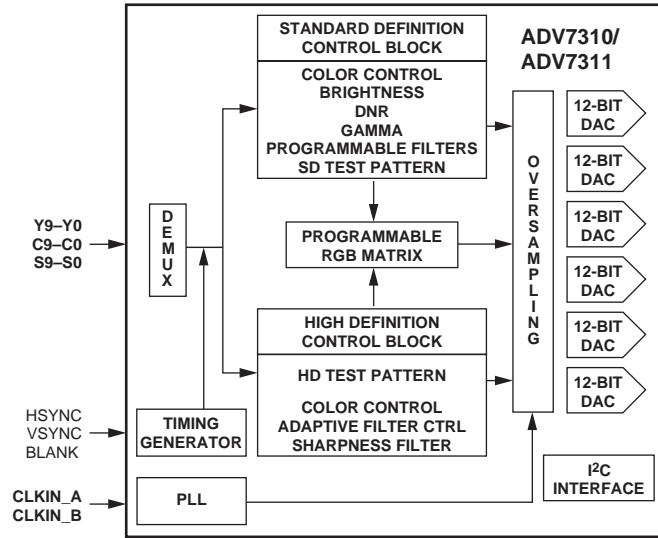 STANDARD DEFINITION
CONTROL BLOCK
COLOR CONTROL
BRIGHTNESS
DNR
GAMMA
PROGRAMMABLE FILTERS
SD TEST PATTERN
ADV7310/
ADV7311
12-BIT
DAC
12-BIT
DAC
12-BIT
DAC
12-BIT
DAC
12-BIT
DAC
12-BIT
DAC
OVERSAMPLING
Y9–Y0
C9–C0
S9–S0
DEMUX
PROGRAMMABLE
RGB MATRIX
HIGH DEFINITION
CONTROL BLOCK
HD TEST PATTERN
COLOR CONTROL
ADAPTIVE FILTER CTRL
SHARPNESS FILTER
HSYNC
VSYNC
BLANK
TIMING
GENERATOR
CLKIN_A
CLKIN_B
PLL
I²C
INTERFACE